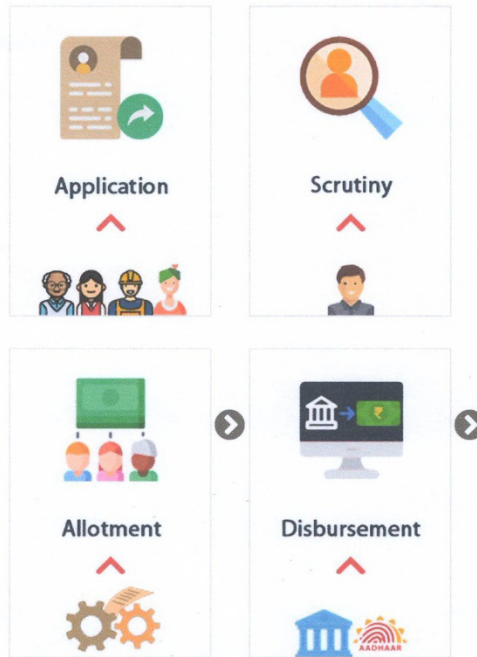 Application
Scrutiny
Allotment
₹
Disbursement
AADHAAR